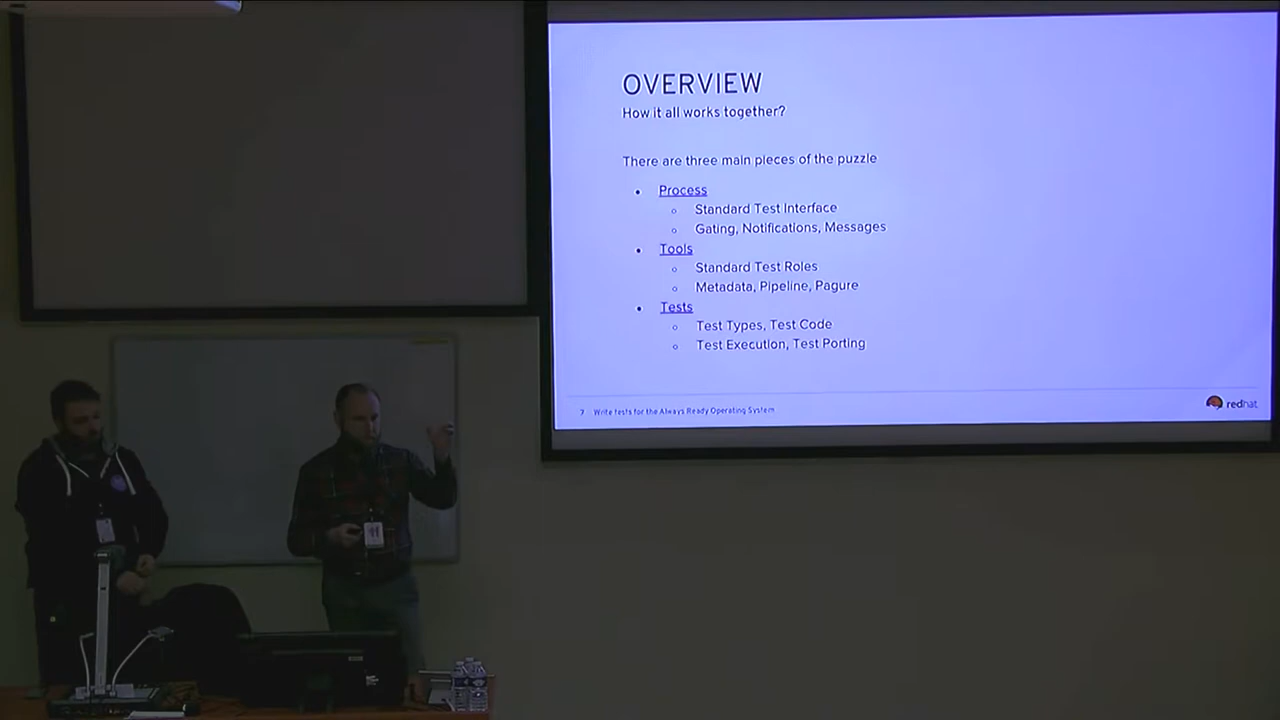 OVERVIEW
How it all works together?
There are three main pieces of the puzzle
Process
Standard Test Interface
Gating, Notifications, Messages
Tools
Standard Test Roles
Metadata, Pipeline, Pagure
Tests
Test Types, Test Code
Test Execution, Test Porting
7 Write tests for the Always Ready Operating System
redhat